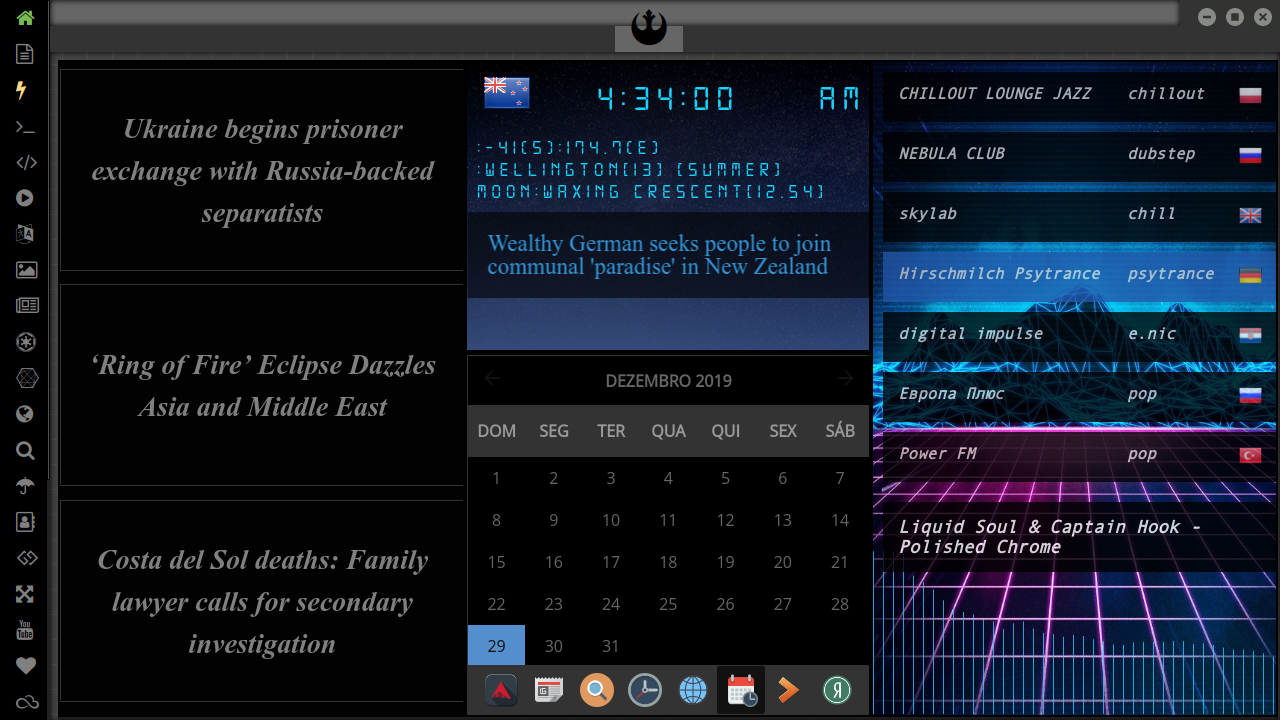 Ukraine begins prisoner
exchange with Russia-backed
separatists
‘Ring of Fire’ Eclipse Dazzles
Asia and Middle East
Costa del Sol deaths: Family
lawyer calls for secondary
investigation
4:34:00 AM
:-41(S):174.7(E)
:WELLINGTON(13) (SUMMER)
MOON:WAXING CRESCENT(12.54)
Wealthy German seeks people to join
communal 'paradise' in New Zealand
DEZEMBRO 2019
DOM SEG TER QUA QUI SEX SÁB
1 2 3 4 5 6 7
8 9 10 11 12 13 14
15 16 17 18 19 20 21
22 23 24 25 26 27 28
29 30 31
CHILLOUT LOUNGE JAZZ chillout
NEBULA CLUB dubstep
skylab chill
Hirschmilch Psytrance psytrance
digital impulse e.nic
Европа Плюс pop
Power FM pop
Liquid Soul & Captain Hook -
Polished Chrome
You
Tube
Я